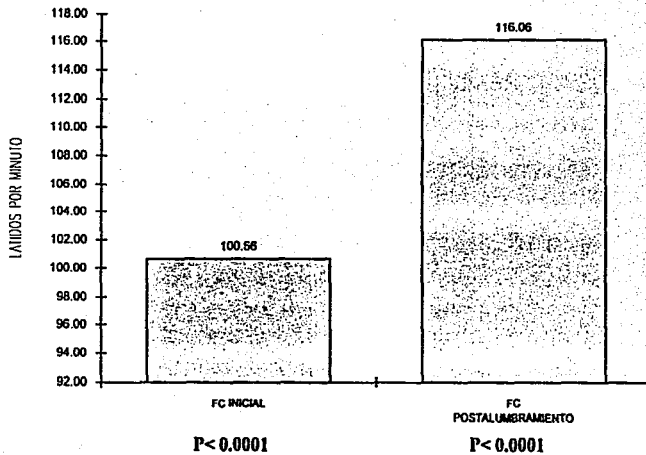 118.00
116.00
114.00
112.00
110.00
108.00
106.00
104.00
102.00
100.00
98.00
96.00
94.00
92.00
LATIDOS POR MINUTO
116.06
100.56
FC INICIAL
FC
POSTALUMBRAMIENTO
P< 0.0001
P< 0.0001